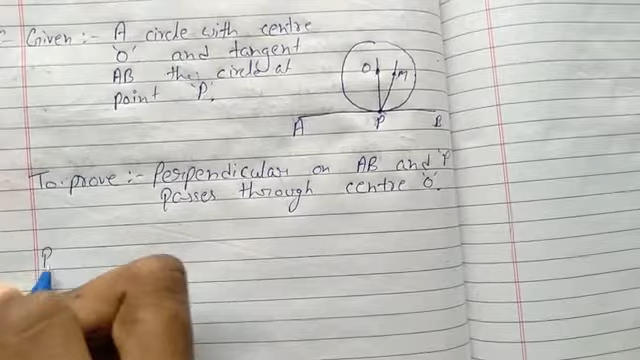 Given :- A circle with centre
'O' and tangent
AB the circle at
point 'P'.
O M
A P B
To prove :- Perpendicular on AB and 'P'
passes through centre 'O'.
P